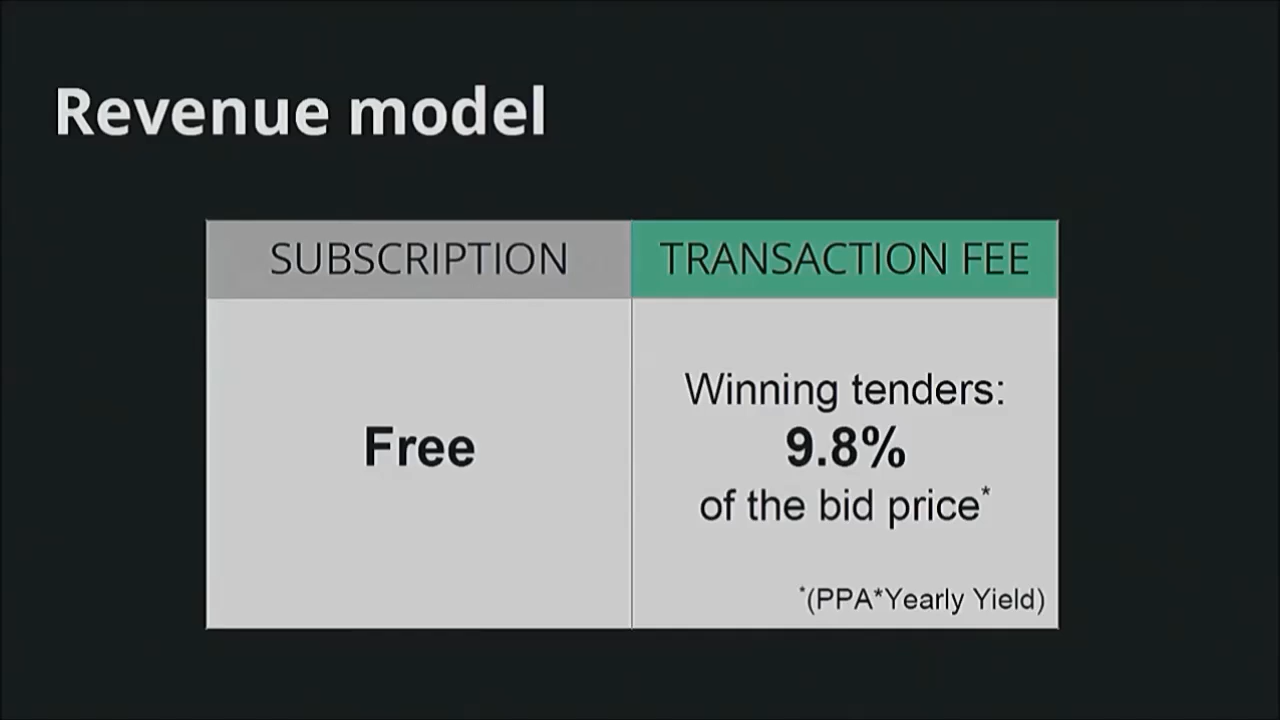 Revenue model
SUBSCRIPTION
TRANSACTION FEE
Free
Winning tenders:
9.8%
of the bid price*
*(PPA*Yearly Yield)